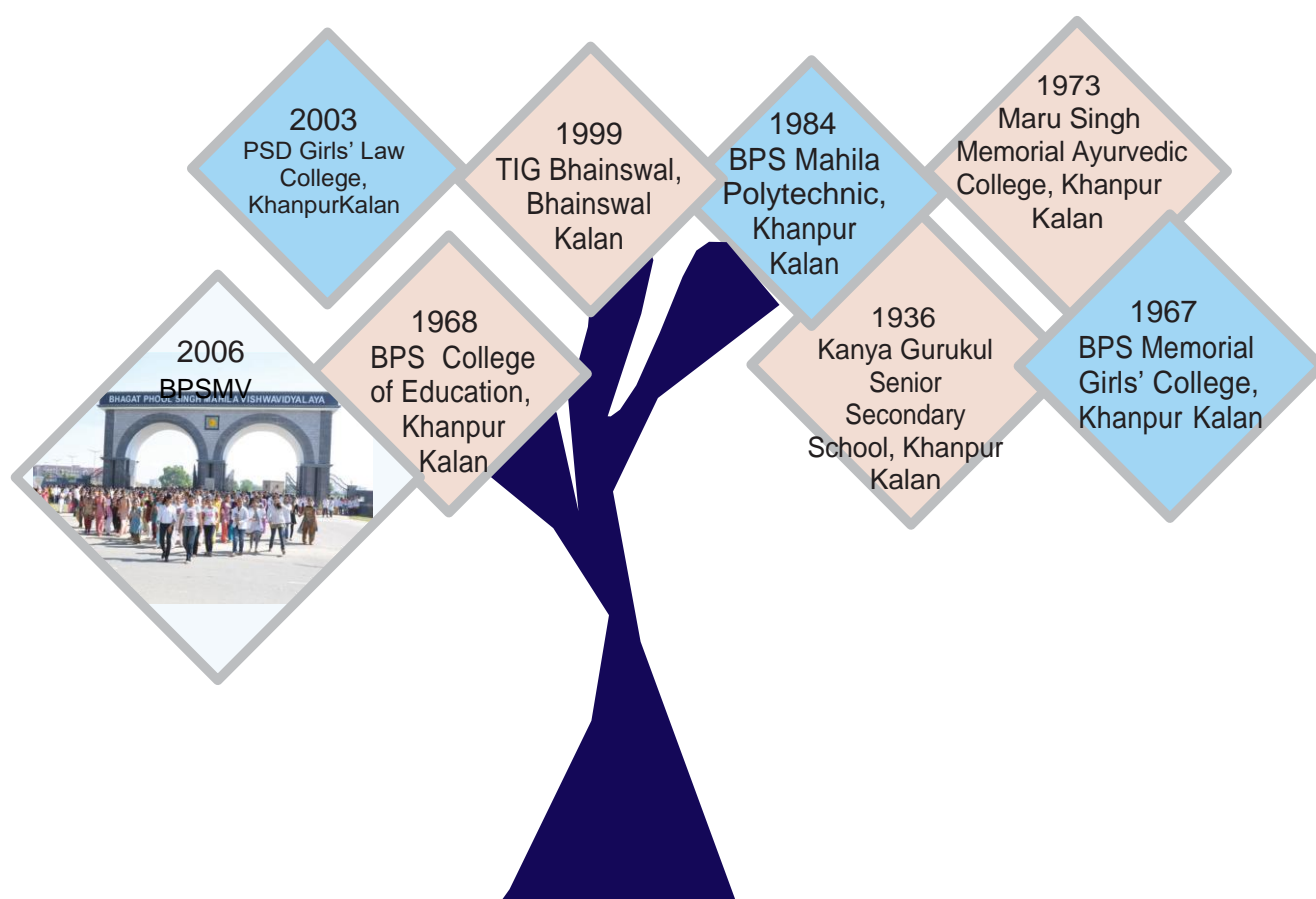 2003
PSD Girls’ Law
College,
KhanpurKalan
1999
TIG Bhainswal,
Bhainswal
Kalan
1984
BPS Mahila
Polytechnic,
Khanpur
Kalan
1973
Maru Singh
Memorial Ayurvedic
College, Khanpur
Kalan
2006
BPSMV
BHAGAT PHOOL SINGH MAHILA VISHWAVIDYALAYA
1968
BPS College
of Education,
Khanpur
Kalan
1936
Kanya Gurukul
Senior
Secondary
School, Khanpur
Kalan
1967
BPS Memorial
Girls’ College,
Khanpur Kalan